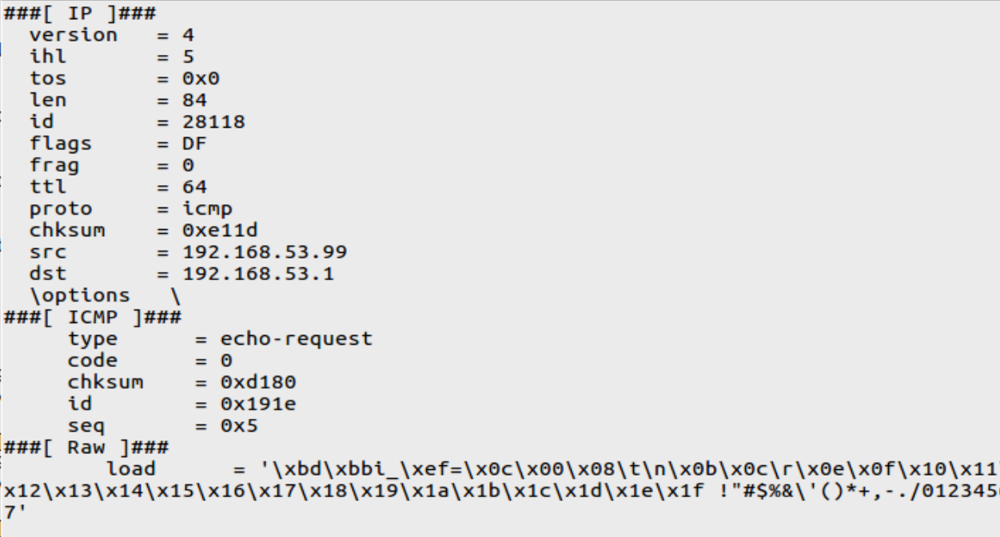 ###[ IP ]###
  version   = 4
  ihl       = 5
  tos       = 0x0
  len       = 84
  id        = 28118
  flags     = DF
  frag      = 0
  ttl       = 64
  proto     = icmp
  chksum    = 0xe11d
  src       = 192.168.53.99
  dst       = 192.168.53.1
  \options   \
###[ ICMP ]###
     type      = echo-request
     code      = 0
     chksum    = 0xd180
     id        = 0x191e
     seq       = 0x5
###[ Raw ]###
        load      = '\xbd\xbbi_\xef=\x0c\x00\x08\t\n\x0b\x0c\r\x0e\x0f\x10\x11\
x12\x13\x14\x15\x16\x17\x18\x19\x1a\x1b\x1c\x1d\x1e\x1f !"#$%&\'()*+,-./0123456
7'